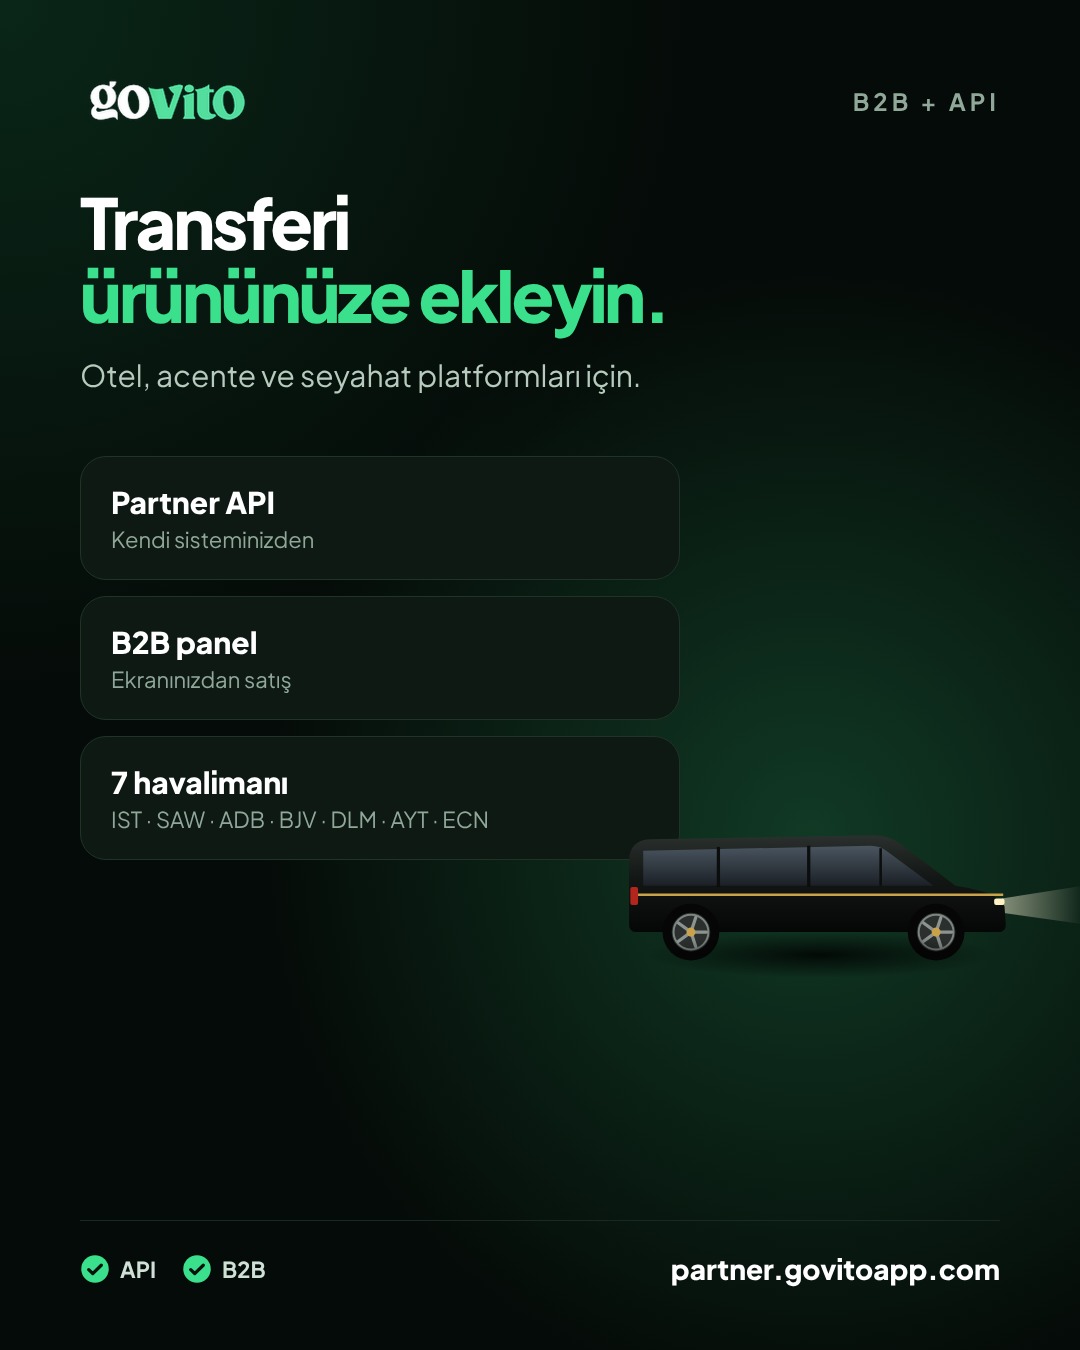 govito
B2B + API
Transferi
ürününüze ekleyin.
Otel, acente ve seyahat platformları için.
Partner API
Kendi sisteminizden
B2B panel
Ekranınızdan satış
7 havalimanı
IST · SAW · ADB · BJV · DLM · AYT · ECN
API B2B
partner.govitoapp.com